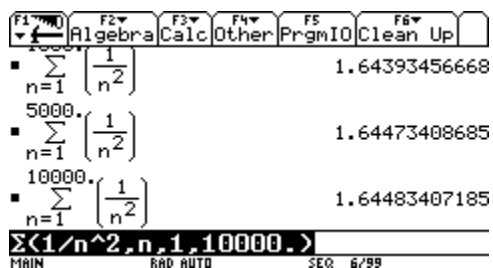 F1 F2 F3 F4 F5 F6
Algebra Calc Other PrgmIO Clean Up
1000.
∑ (1/n²) 1.64393456668
n=1
5000.
∑ (1/n²) 1.64473408685
n=1
10000.
∑ (1/n²) 1.64483407185
n=1
Σ(1/n^2,n,1,10000.)
MAIN RAD AUTO SEQ 6/99